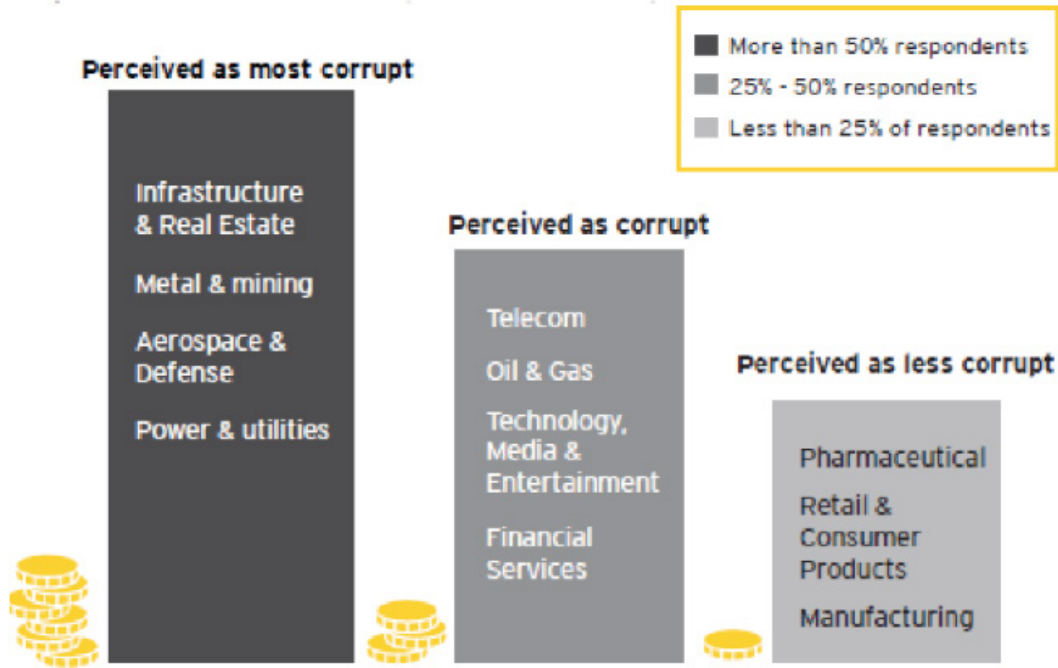 More than 50% respondents
25% - 50% respondents
Less than 25% of respondents
Perceived as most corrupt
Infrastructure
& Real Estate
Metal & mining
Aerospace &
Defense
Power & utilities
Perceived as corrupt
Telecom
Oil & Gas
Technology,
Media &
Entertainment
Financial
Services
Perceived as less corrupt
Pharmaceutical
Retail &
Consumer
Products
Manufacturing